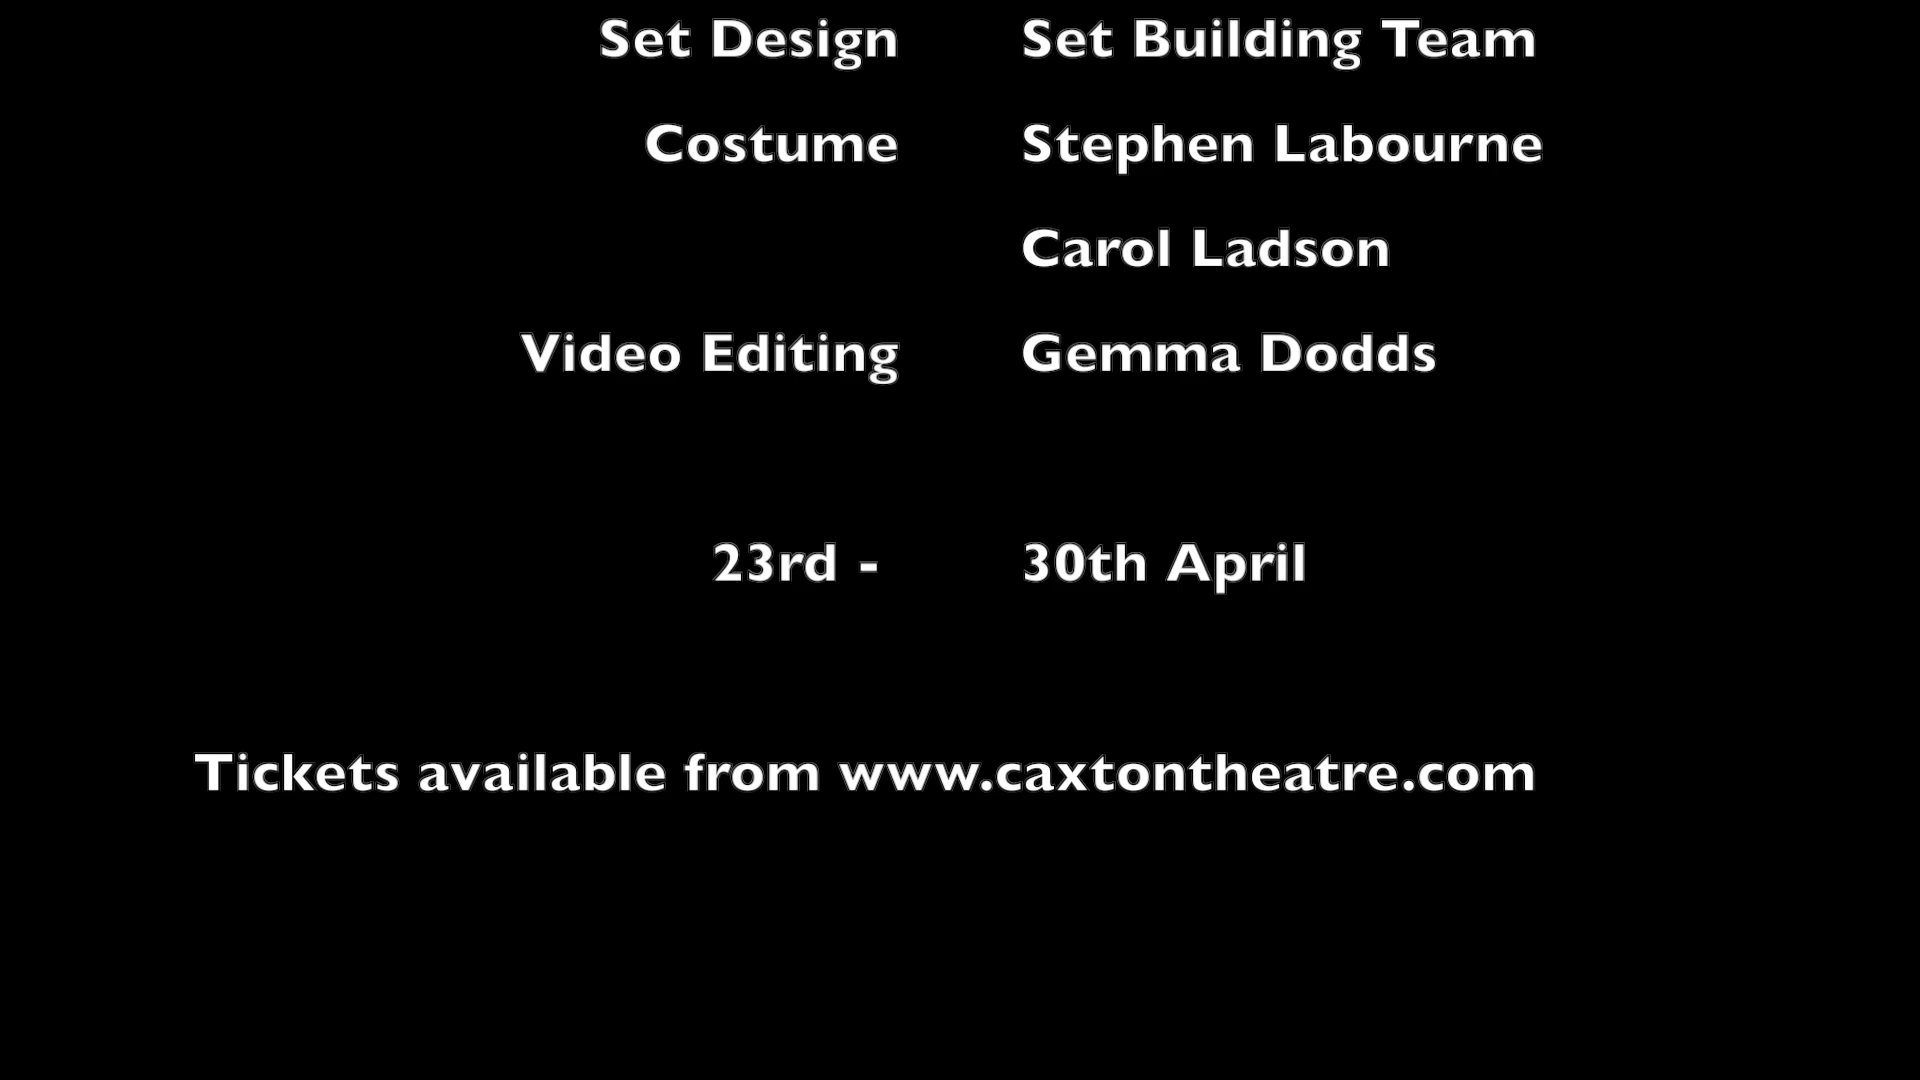 Set Design Set Building Team
Costume Stephen Labourne
Carol Ladson
Video Editing Gemma Dodds
23rd - 30th April
Tickets available from www.caxtontheatre.com